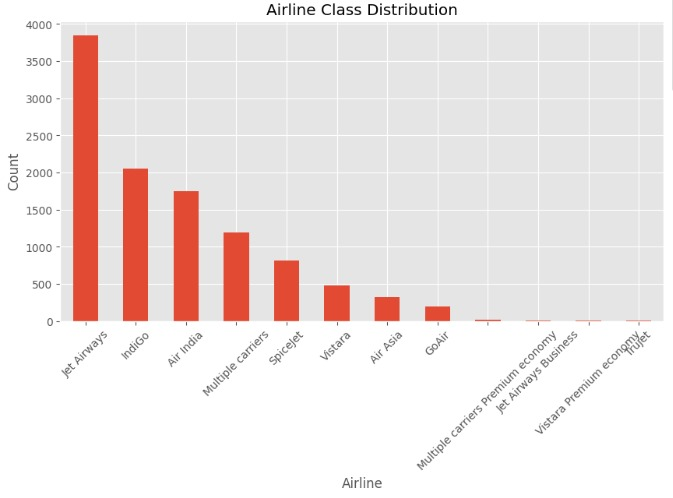 Airline Class Distribution
4000
3500
3000
2500
2000
1500
1000
500
0
Count
Jet Airways
IndiGo
Air India
Multiple carriers
SpiceJet
Vistara
Air Asia
GoAir
Multiple carriers Premium economy
Jet Airways Business
Vistara Premium economy
Trujet
Airline